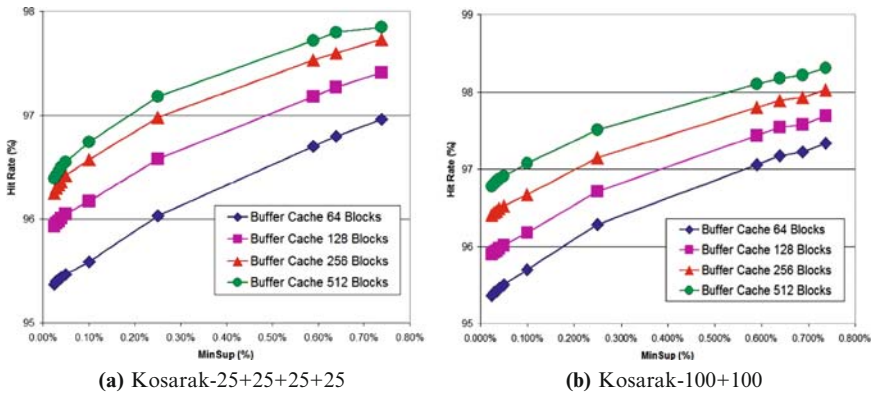 98
97
96
95
Hit Rate (%)
0.00%
0.10%
0.20%
0.30%
0.40%
0.50%
0.60%
0.70%
0.80%
MinSup (%)
Buffer Cache 64 Blocks
Buffer Cache 128 Blocks
Buffer Cache 256 Blocks
Buffer Cache 512 Blocks
(a) Kosarak-25+25+25+25
99
98
97
96
95
Hit Rate (%)
0.000%
0.100%
0.200%
0.300%
0.400%
0.500%
0.600%
0.700%
0.800%
MinSup (%)
Buffer Cache 64 Blocks
Buffer Cache 128 Blocks
Buffer Cache 256 Blocks
Buffer Cache 512 Blocks
(b) Kosarak-100+100